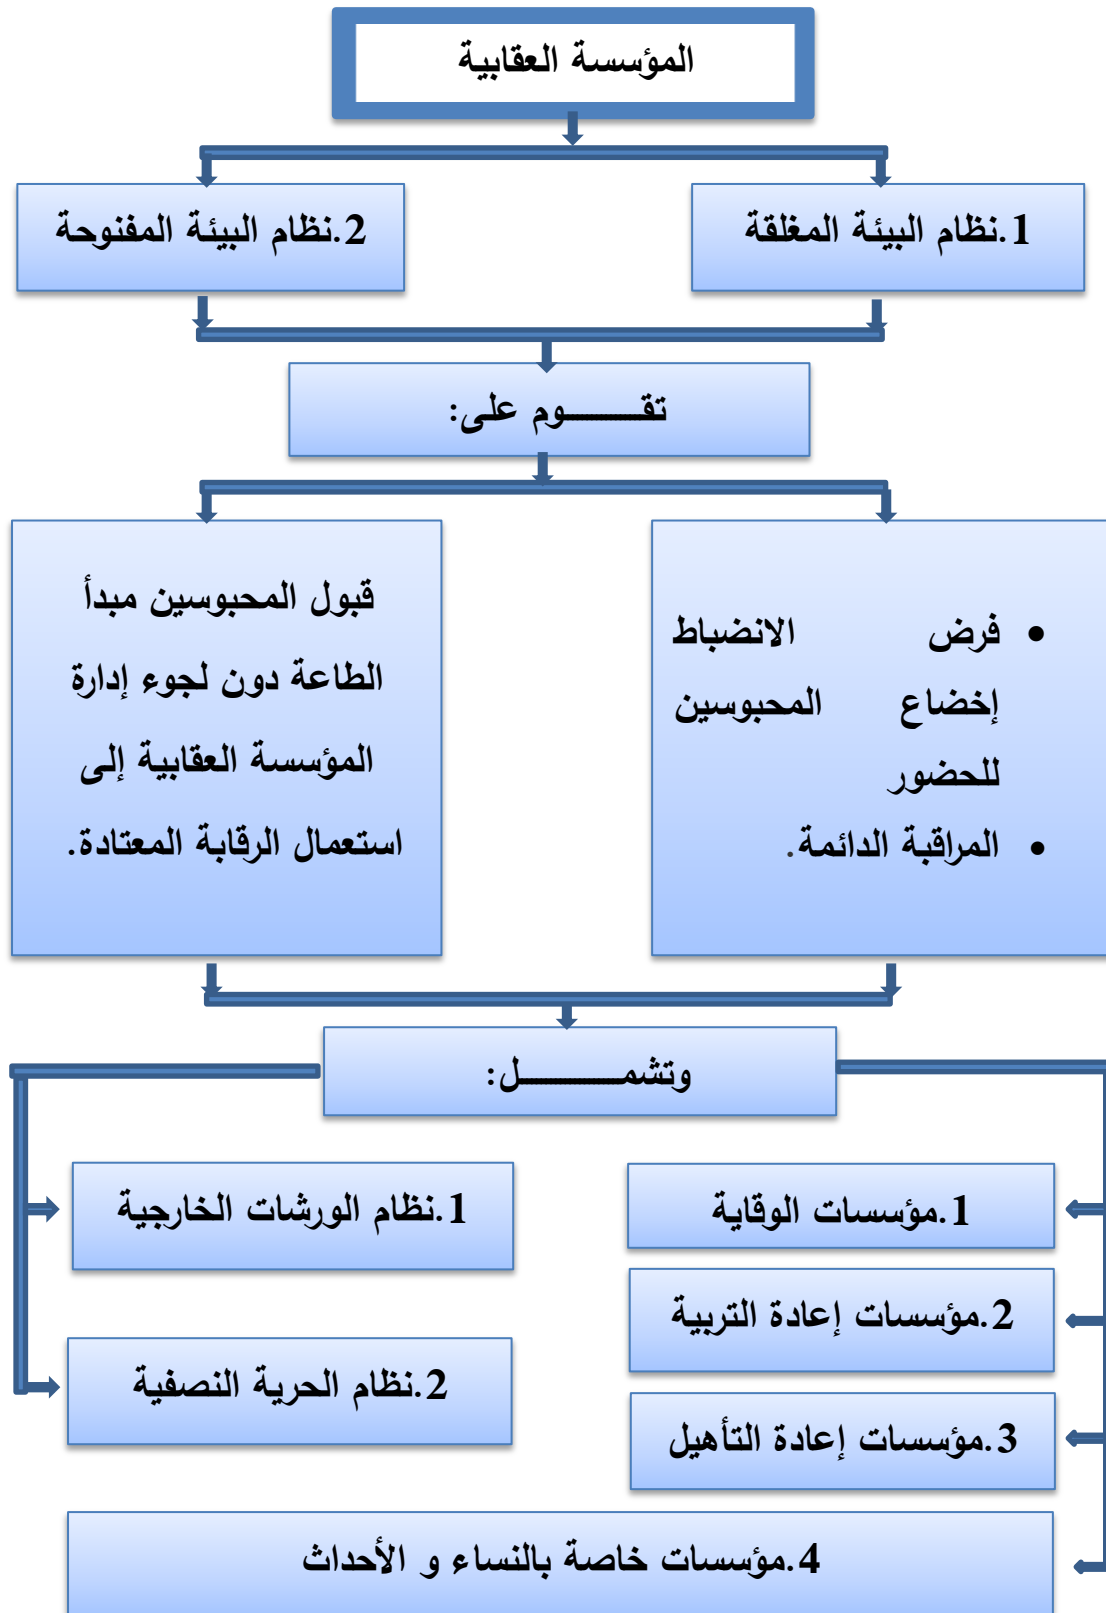 المؤسسة العقابية
1.نظام البيئة المغلقة
2.نظام البيئة المفنوحة
تقـــــــوم على:
• فرض الانضباط
إخضاع المحبوسين
للحضور
• المراقبة الدائمة.
قبول المحبوسين مبدأ
الطاعة دون لجوء إدارة
المؤسسة العقابية إلى
استعمال الرقابة المعتادة.
وتشمـــــــــل:
1.مؤسسات الوقاية
2.مؤسسات إعادة التربية
3.مؤسسات إعادة التأهيل
4.مؤسسات خاصة بالنساء و الأحداث
1.نظام الورشات الخارجية
2.نظام الحرية النصفية